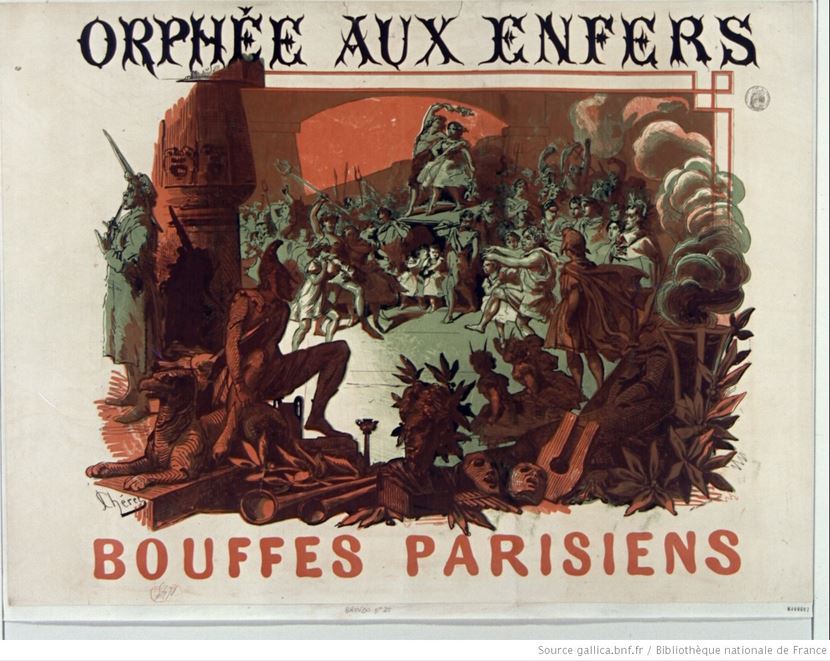 ORPHÉE AUX ENFERS
Chéret
BOUFFES PARISIENS
Source gallica.bnf.fr / Bibliothèque nationale de France